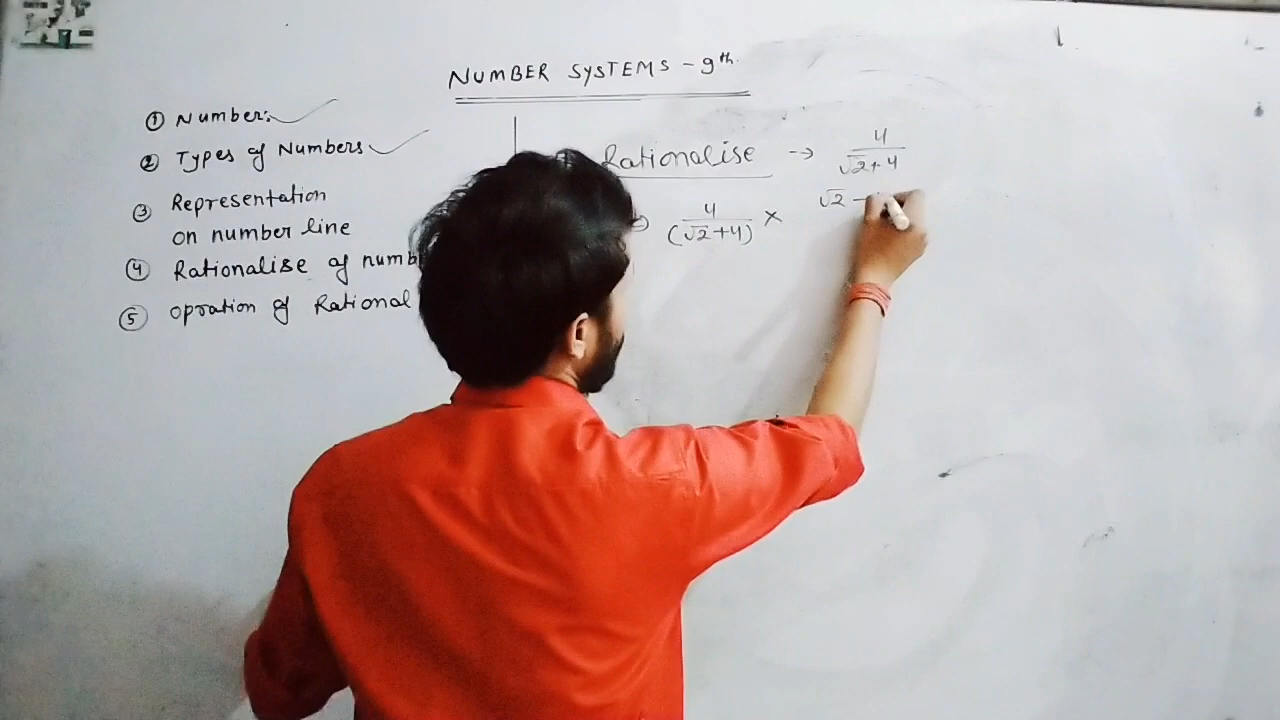 NUMBER SYSTEMS - 9th.
① Numbers
② Types of Numbers
③ Representation
on number line
④ Rationalise of numb
⑤ opration of Rational
Rationalise → 4/(√2+4)
4/(√2+4) × √2 -